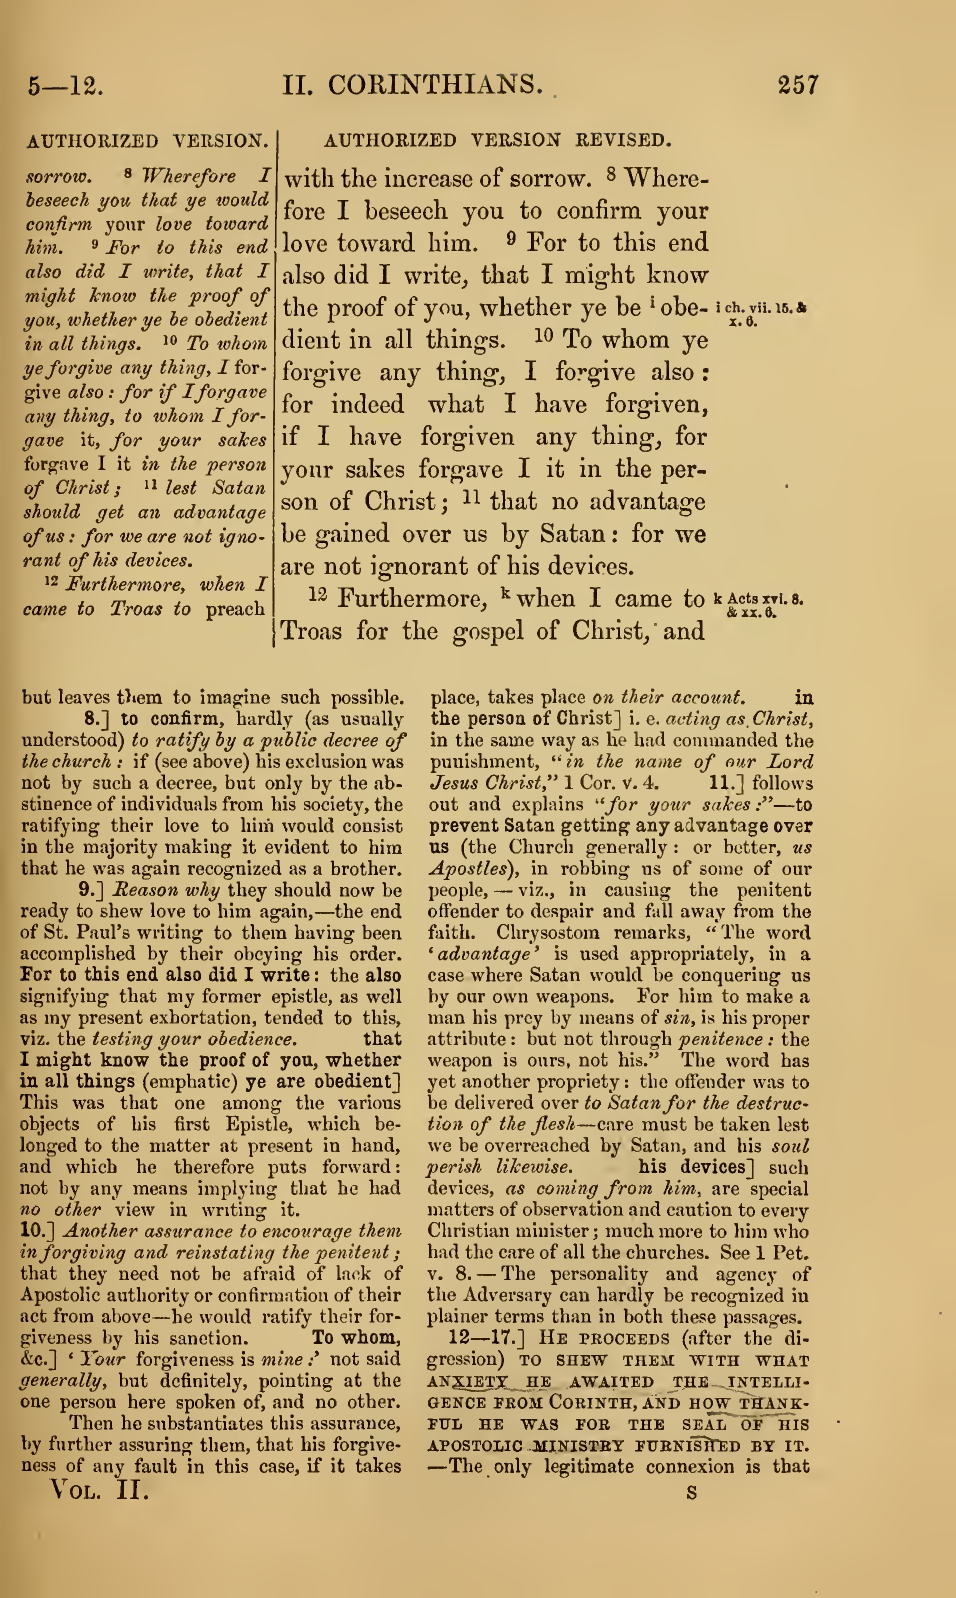 5—12.
II. CORINTHIANS.
257
AUTHORIZED VERSION.
sorrow. 8 Wherefore I
beseech you that ye would
confirm your love toward
him. 9 For to this end
also did I write, that I
might know the proof of
you, whether ye be obedient
in all things. 10 To whom
ye forgive any thing, I for-
give also : for if I forgave
any thing, to whom I for-
gave it, for your sakes
forgave I it in the person
of Christ ; 11 lest Satan
should get an advantage
of us : for we are not igno-
rant of his devices.
12 Furthermore, when I
came to Troas to preach
AUTHORIZED VERSION REVISED.
with the increase of sorrow. 8 Where-
fore I beseech you to confirm your
love toward him. 9 For to this end
also did I write, that I might know
the proof of you, whether ye be i obe-
dient in all things. 10 To whom ye
forgive any thing, I forgive also :
for indeed what I have forgiven,
if I have forgiven any thing, for
your sakes forgave I it in the per-
son of Christ ; 11 that no advantage
be gained over us by Satan : for we
are not ignorant of his devices.
12 Furthermore, k when I came to
Troas for the gospel of Christ, and
i ch. vii. 15. &
x. 6.
k Acts xvi. 8.
& xx. 6.
but leaves them to imagine such possible.
8.] to confirm, hardly (as usually
understood) to ratify by a public decree of
the church : if (see above) his exclusion was
not by such a decree, but only by the ab-
stinence of individuals from his society, the
ratifying their love to him would consist
in the majority making it evident to him
that he was again recognized as a brother.
9.] Reason why they should now be
ready to shew love to him again,—the end
of St. Paul's writing to them having been
accomplished by their obeying his order.
For to this end also did I write : the also
signifying that my former epistle, as well
as my present exhortation, tended to this,
viz. the testing your obedience. that
I might know the proof of you, whether
in all things (emphatic) ye are obedient]
This was that one among the various
objects of his first Epistle, which be-
longed to the matter at present in hand,
and which he therefore puts forward :
not by any means implying that he had
no other view in writing it.
10.] Another assurance to encourage them
in forgiving and reinstating the penitent ;
that they need not be afraid of lack of
Apostolic authority or confirmation of their
act from above—he would ratify their for-
giveness by his sanction. To whom,
&c.] ' Your forgiveness is mine :' not said
generally, but definitely, pointing at the
one person here spoken of, and no other.
Then he substantiates this assurance,
by further assuring them, that his forgive-
ness of any fault in this case, if it takes
place, takes place on their account. in
the person of Christ] i. e. acting as Christ,
in the same way as he had commanded the
punishment, "in the name of our Lord
Jesus Christ," 1 Cor. v. 4. 11.] follows
out and explains "for your sakes :"—to
prevent Satan getting any advantage over
us (the Church generally : or better, us
Apostles), in robbing us of some of our
people, — viz., in causing the penitent
offender to despair and fall away from the
faith. Chrysostom remarks, "The word
'advantage' is used appropriately, in a
case where Satan would be conquering us
by our own weapons. For him to make a
man his prey by means of sin, is his proper
attribute : but not through penitence : the
weapon is ours, not his." The word has
yet another propriety : the offender was to
be delivered over to Satan for the destruc-
tion of the flesh—care must be taken lest
we be overreached by Satan, and his soul
perish likewise. his devices] such
devices, as coming from him, are special
matters of observation and caution to every
Christian minister ; much more to him who
had the care of all the churches. See 1 Pet.
v. 8. — The personality and agency of
the Adversary can hardly be recognized in
plainer terms than in both these passages.
12—17.] HE PROCEEDS (after the di-
gression) TO SHEW THEM WITH WHAT
ANXIETY HE AWAITED THE INTELLI-
GENCE FROM CORINTH, AND HOW THANK-
FUL HE WAS FOR THE SEAL OF HIS
APOSTOLIC MINISTRY FURNISHED BY IT.
—The only legitimate connexion is that
VOL. II.
S